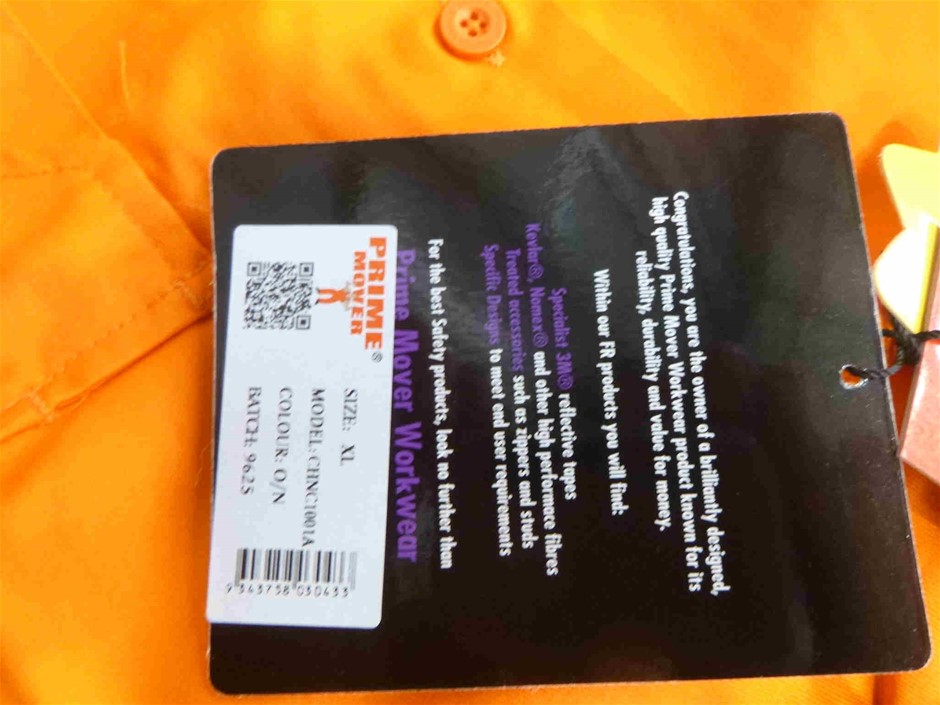 Congratulations, you are the owner of a brilliantly designed,
high quality Prime Mover Workwear product known for its
reliability, durability and value for money.
Within our FR products you will find:
Specialist 3M® reflective tapes
Kevlar®, Nomex® and other high performace fibres
Treated accessories such as zippers and studs
Specific Designs to meet end user requirements
For the best Safety products, look no further than
Prime Mover Workwear
PRIME
MOVER®
SIZE: XL
MODEL: CHNC1001A
COLOUR: O/N
BATCH: 9625
9 343758 030433